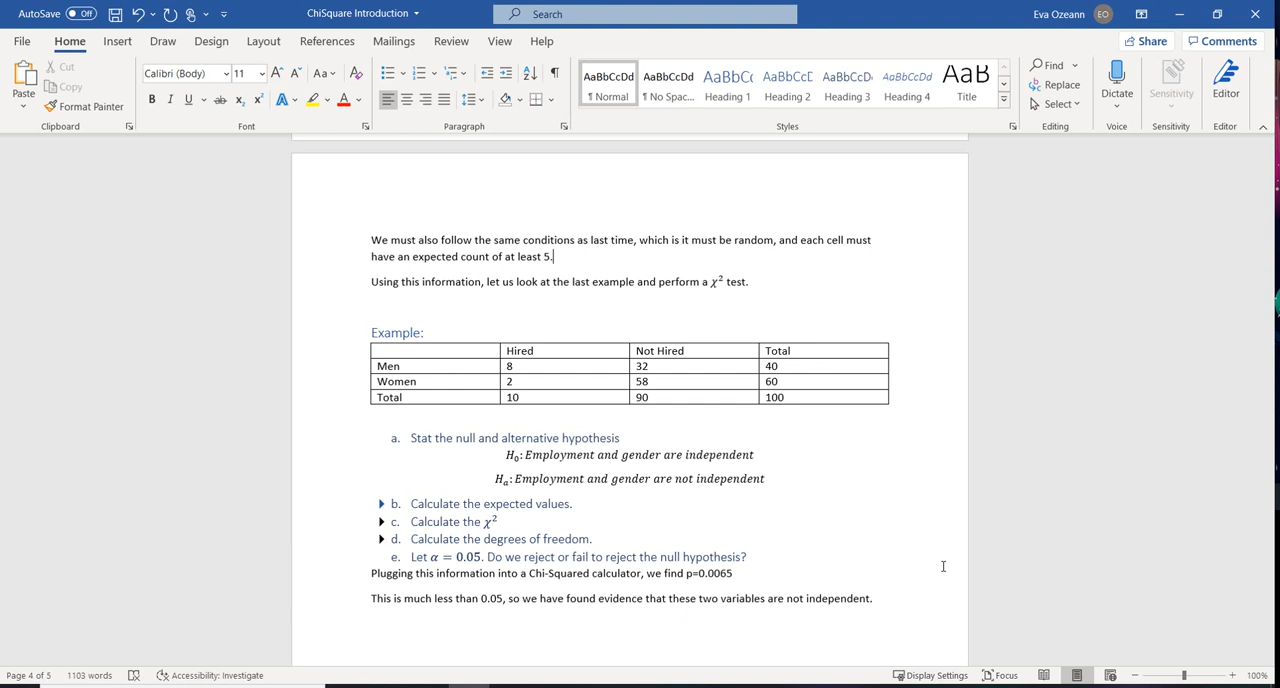 AutoSave Off ChiSquare Introduction Search Eva Ozeann EO
File Home Insert Draw Design Layout References Mailings Review View Help Share Comments
Paste Cut Copy Format Painter Clipboard
Calibri (Body) 11 Font
Paragraph
AaBbCcDd AaBbCcDd AaBbCc AaBbCcE AaBbCcD AaBbCcDd AaB
¶ Normal ¶ No Spac... Heading 1 Heading 2 Heading 3 Heading 4 Title
Styles
Find Replace Select Editing
Dictate Voice
Sensitivity Sensitivity
Editor Editor
We must also follow the same conditions as last time, which is it must be random, and each cell must
have an expected count of at least 5.
Using this information, let us look at the last example and perform a χ² test.
Example:
Hired Not Hired Total
Men 8 32 40
Women 2 58 60
Total 10 90 100
a. Stat the null and alternative hypothesis
H₀: Employment and gender are independent
Hₐ: Employment and gender are not independent
b. Calculate the expected values.
c. Calculate the χ²
d. Calculate the degrees of freedom.
e. Let α = 0.05. Do we reject or fail to reject the null hypothesis?
Plugging this information into a Chi-Squared calculator, we find p=0.0065
This is much less than 0.05, so we have found evidence that these two variables are not independent.
Page 4 of 5 1103 words Accessibility: Investigate Display Settings Focus 100%